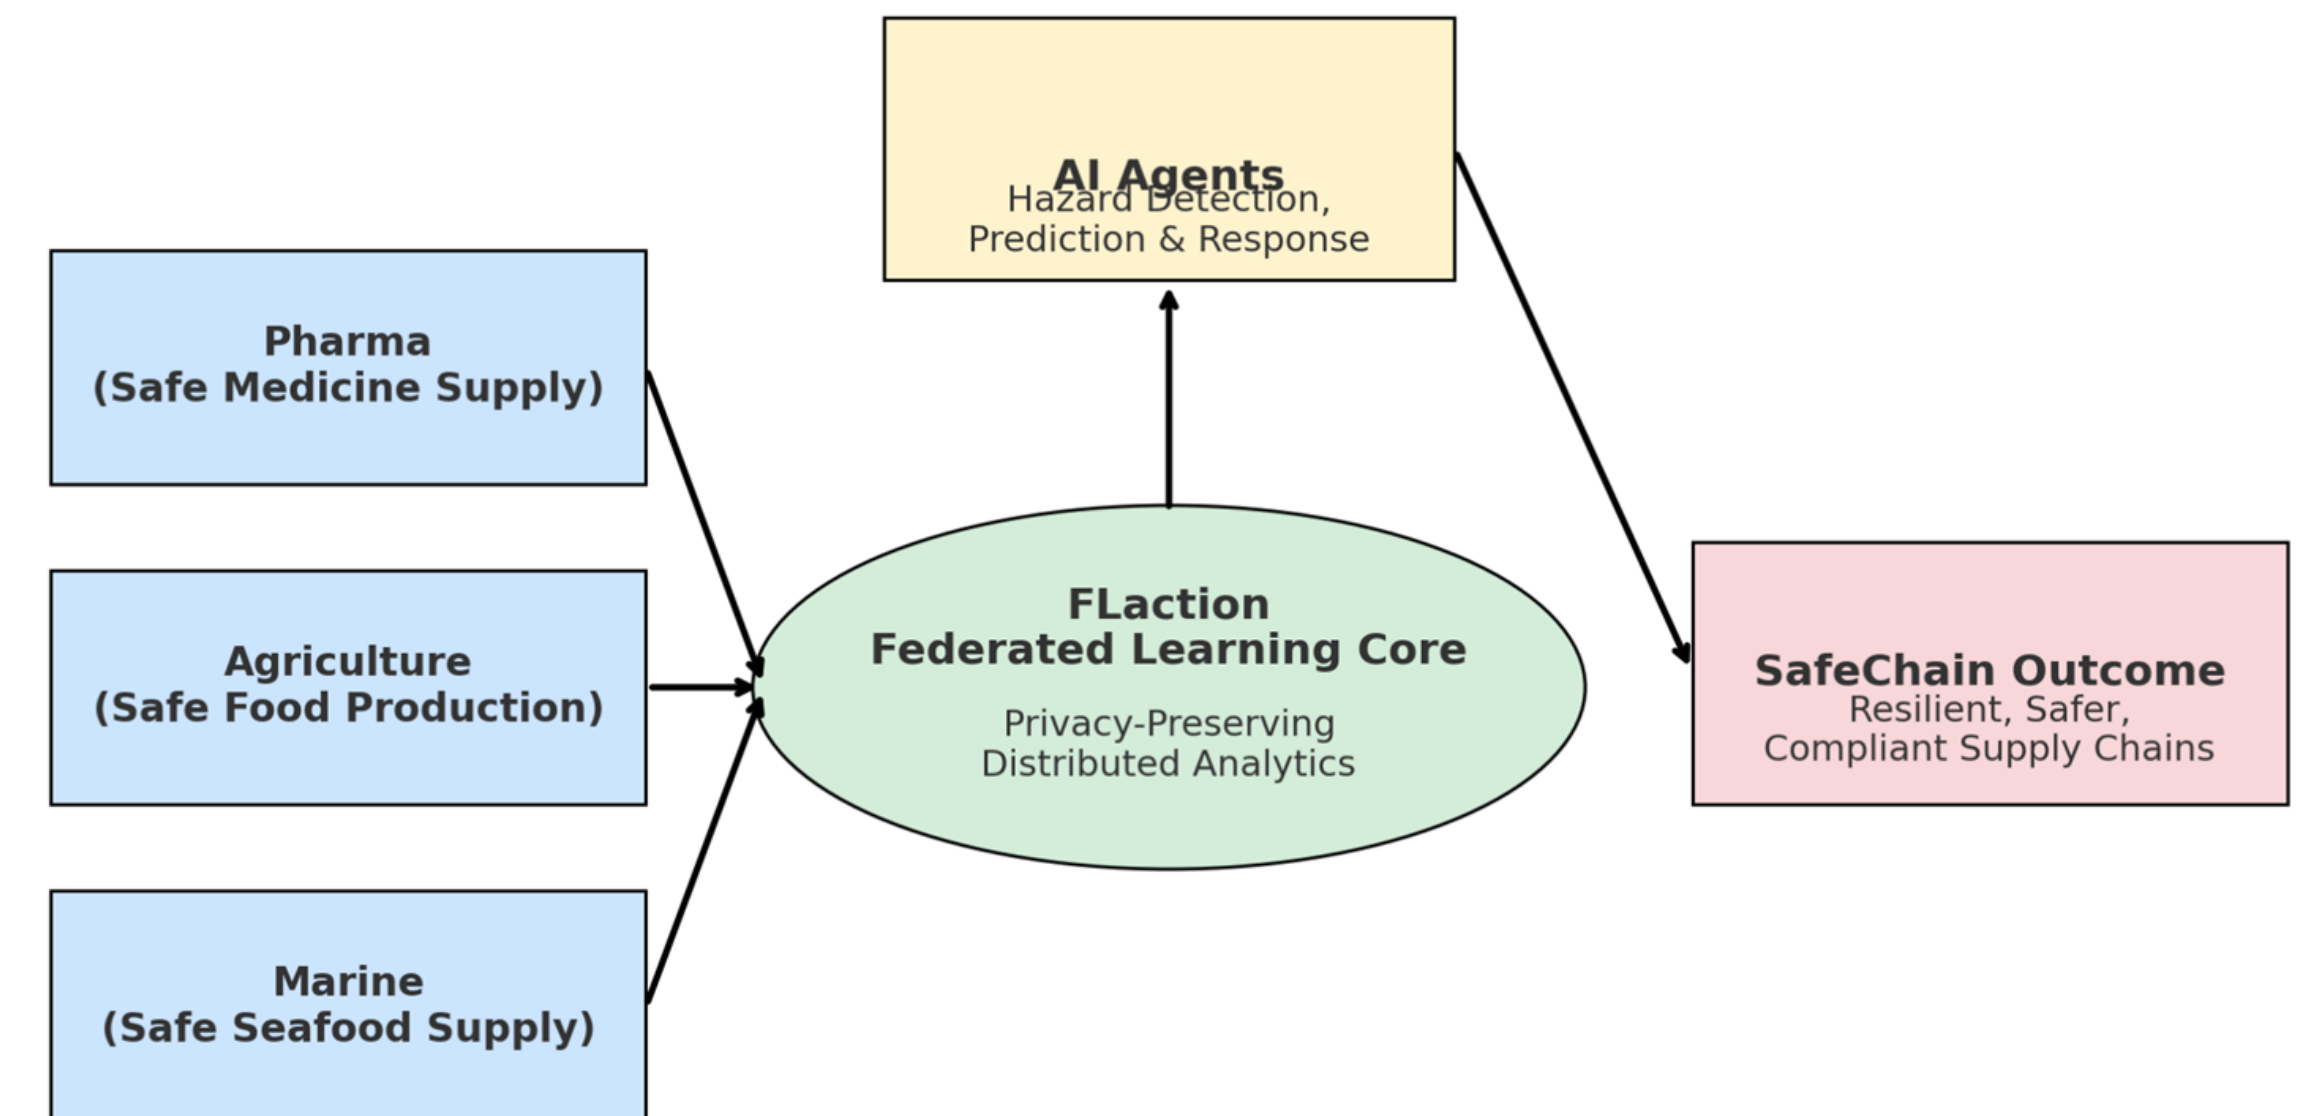 AI Agents
Hazard Detection,
Prediction & Response
Pharma
(Safe Medicine Supply)
Agriculture
(Safe Food Production)
Marine
(Safe Seafood Supply)
FLaction
Federated Learning Core
Privacy-Preserving
Distributed Analytics
SafeChain Outcome
Resilient, Safer,
Compliant Supply Chains